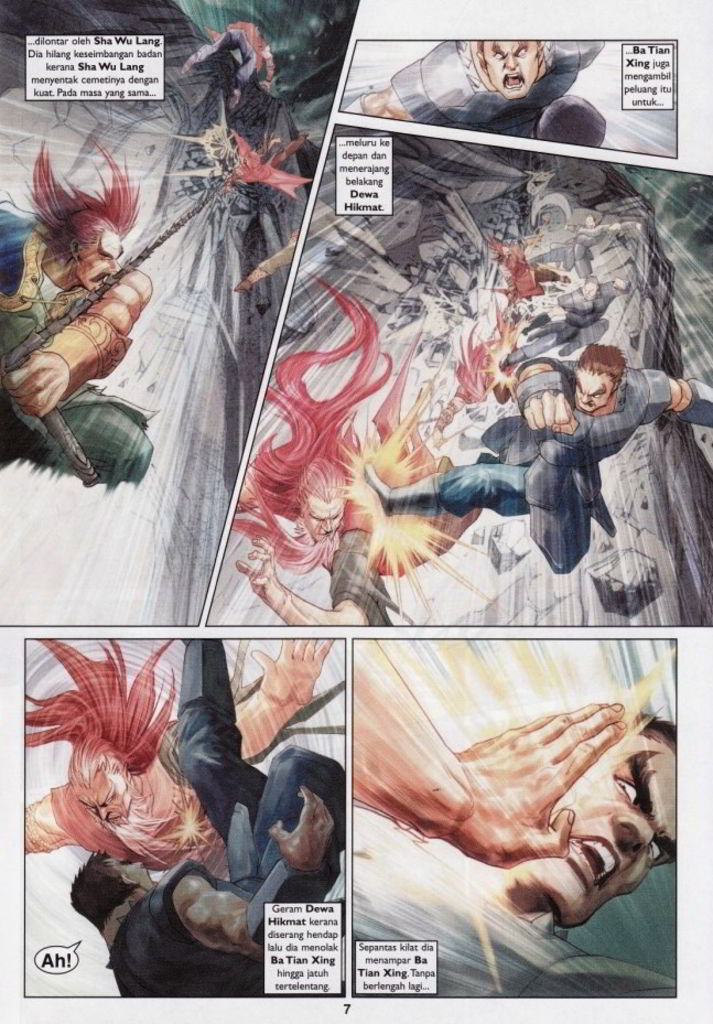 ...dilontar oleh Sha Wu Lang.
Dia hilang keseimbangan badan
kerana Sha Wu Lang
menyentak cemetinya dengan
kuat. Pada masa yang sama...
...Ba Tian
Xing juga
mengambil
peluang itu
untuk...
...meluru ke
depan dan
menerajang
belakang
Dewa
Hikmat.
Ah!
Geram Dewa
Hikmat kerana
diserang hendap
lalu dia menolak
Ba Tian Xing
hingga jatuh
tertelentang.
Sepantas kilat dia
menampar Ba
Tian Xing. Tanpa
berlengah lagi...
7